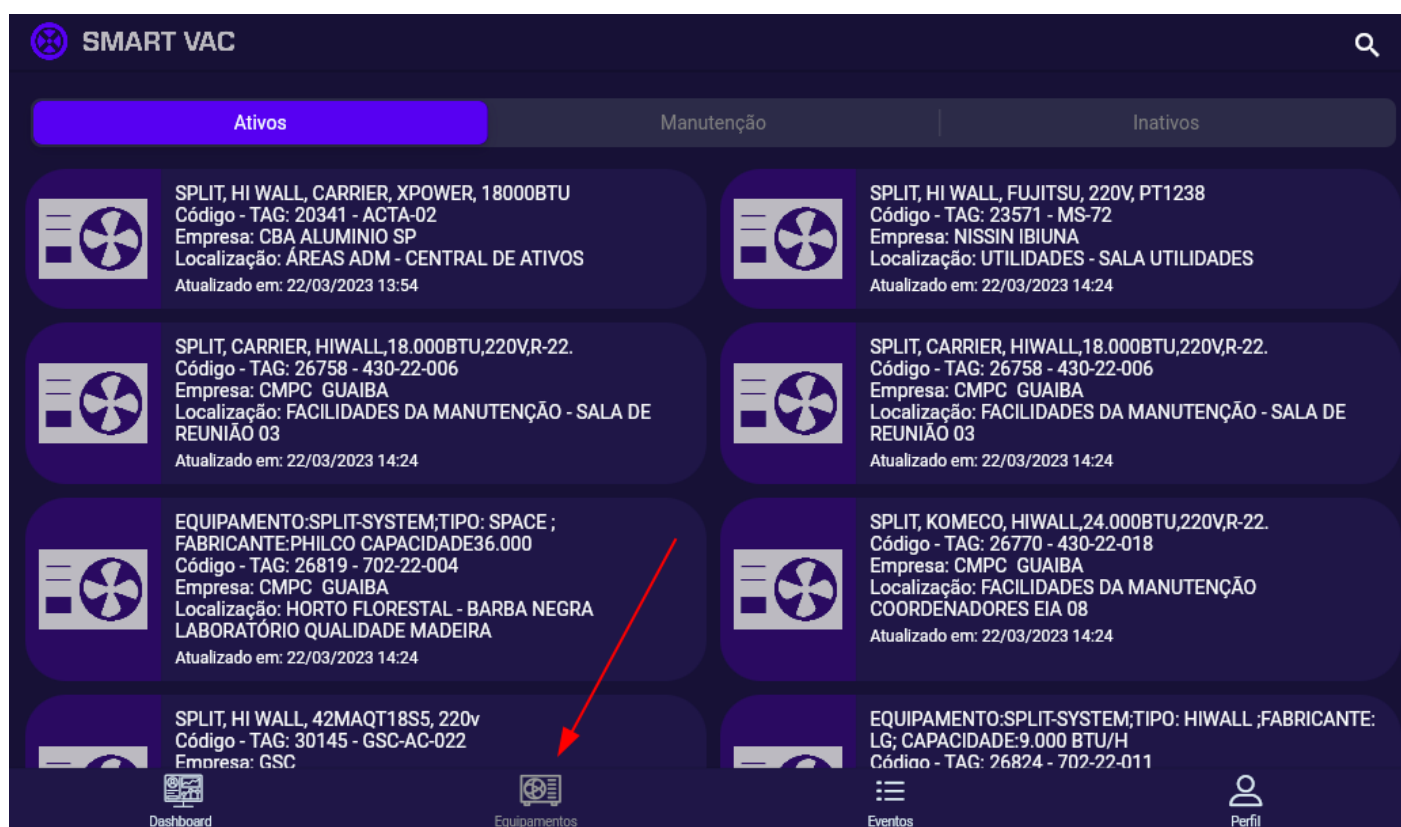 SMART VAC
Ativos
Manutenção
Inativos
SPLIT, HI WALL, CARRIER, XPOWER, 18000BTU
Código - TAG: 20341 - ACTA-02
Empresa: CBA ALUMINIO SP
Localização: ÁREAS ADM - CENTRAL DE ATIVOS
Atualizado em: 22/03/2023 13:54
SPLIT, HI WALL, FUJITSU, 220V, PT1238
Código - TAG: 23571 - MS-72
Empresa: NISSIN IBIUNA
Localização: UTILIDADES - SALA UTILIDADES
Atualizado em: 22/03/2023 14:24
SPLIT, CARRIER, HIWALL,18.000BTU,220V,R-22.
Código - TAG: 26758 - 430-22-006
Empresa: CMPC  GUAIBA
Localização: FACILIDADES DA MANUTENÇÃO - SALA DE
REUNIÃO 03
Atualizado em: 22/03/2023 14:24
SPLIT, CARRIER, HIWALL,18.000BTU,220V,R-22.
Código - TAG: 26758 - 430-22-006
Empresa: CMPC  GUAIBA
Localização: FACILIDADES DA MANUTENÇÃO - SALA DE
REUNIÃO 03
Atualizado em: 22/03/2023 14:24
EQUIPAMENTO:SPLIT-SYSTEM;TIPO: SPACE ;
FABRICANTE:PHILCO CAPACIDADE36.000
Código - TAG: 26819 - 702-22-004
Empresa: CMPC  GUAIBA
Localização: HORTO FLORESTAL - BARBA NEGRA
LABORATÓRIO QUALIDADE MADEIRA
Atualizado em: 22/03/2023 14:24
SPLIT, KOMECO, HIWALL,24.000BTU,220V,R-22.
Código - TAG: 26770 - 430-22-018
Empresa: CMPC  GUAIBA
Localização: FACILIDADES DA MANUTENÇÃO
COORDENADORES EIA 08
Atualizado em: 22/03/2023 14:24
SPLIT, HI WALL, 42MAQT18S5, 220v
Código - TAG: 30145 - GSC-AC-022
Empresa: GSC
EQUIPAMENTO:SPLIT-SYSTEM;TIPO: HIWALL ;FABRICANTE:
LG; CAPACIDADE:9.000 BTU/H
Código - TAG: 26824 - 702-22-011
Dashboard
Equipamentos
Eventos
Perfil